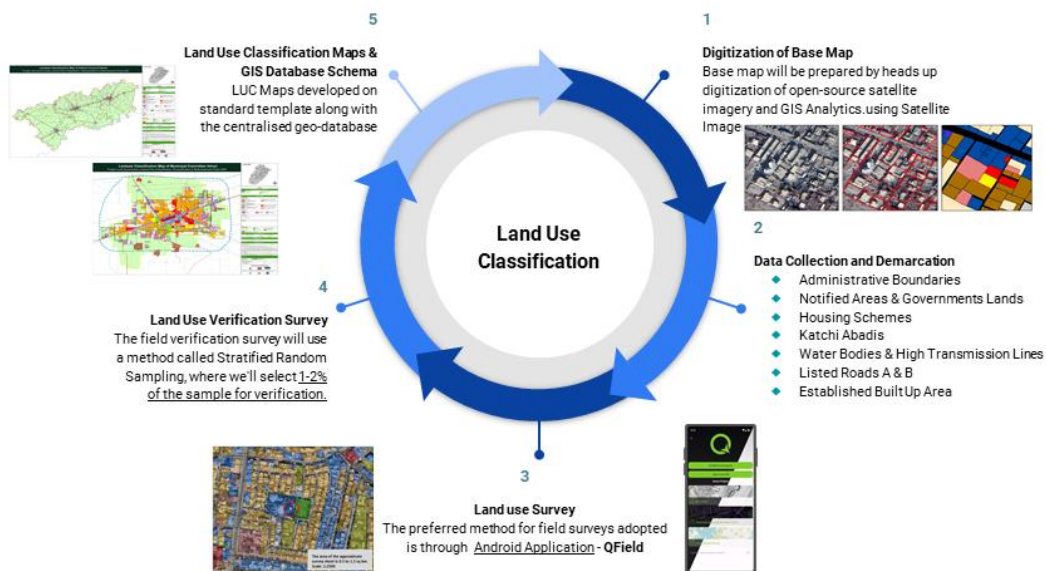 5
Land Use Classification Maps &
GIS Database Schema
LUC Maps developed on
standard template along with
the centralised geo-database
1
Digitization of Base Map
Base map will be prepared by heads up
digitization of open-source satellite
imagery and GIS Analytics.using Satellite
Image
Land Use
Classification
2
Data Collection and Demarcation
Administrative Boundaries
Notified Areas & Governments Lands
Housing Schemes
Katchi Abadis
Water Bodies & High Transmission Lines
Listed Roads A & B
Established Built Up Area
4
Land Use Verification Survey
The field verification survey will use
a method called Stratified Random
Sampling, where we'll select 1-2%
of the sample for verification.
3
Land use Survey
The preferred method for field surveys adopted
is through Android Application - QField